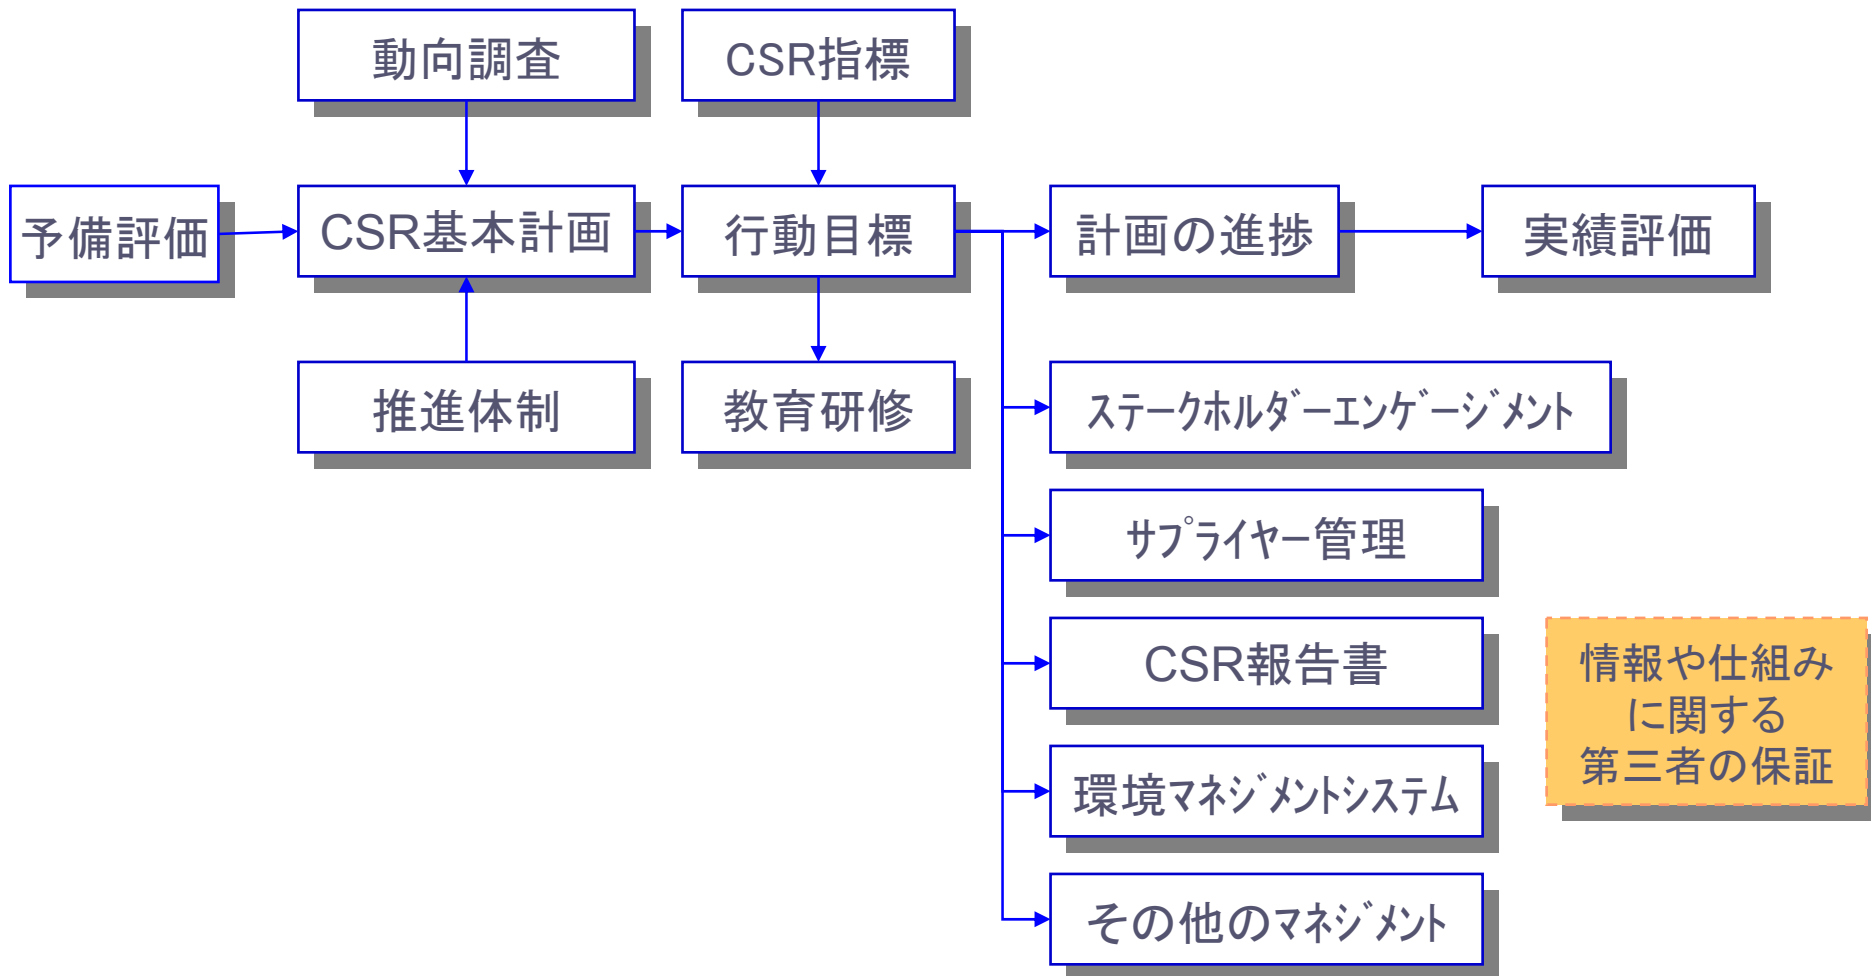 動向調査
CSR指標
予備評価
CSR基本計画
行動目標
計画の進捗
実績評価
推進体制
教育研修
ステークホルダーエンゲージメント
サプライヤー管理
CSR報告書
情報や仕組み
に関する
第三者の保証
環境マネジメントシステム
その他のマネジメント